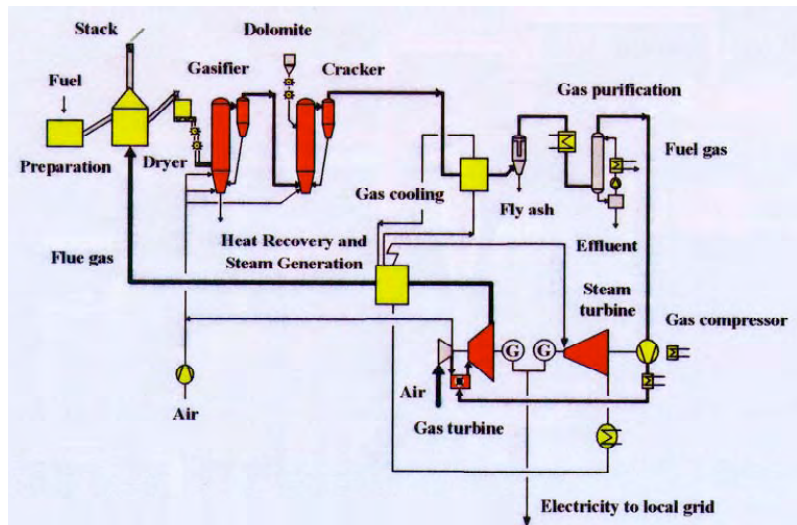 Stack
Dolomite
Gasifier
Cracker
Fuel
Gas purification
Preparation
Dryer
Fuel gas
Gas cooling
Fly ash
Effluent
Heat Recovery and
Steam Generation
Flue gas
Steam
turbine
Gas compressor
G
G
Air
Air
Gas turbine
Electricity to local grid